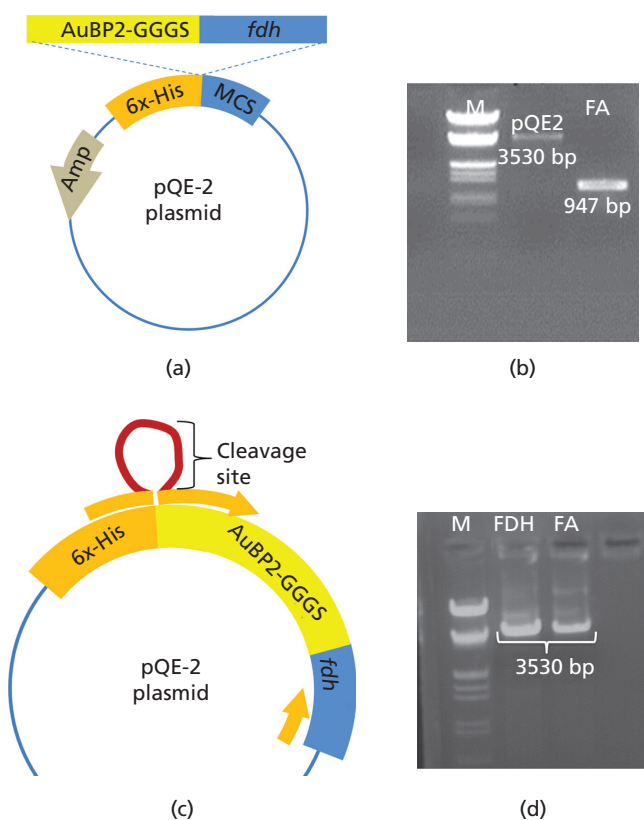 AuBP2-GGGS fdh
6x-His MCS
Amp
pQE-2
plasmid
(a)
M pQE2 FA
3530 bp
947 bp
(b)
Cleavage
site
6x-His AuBP2-GGGS fdh
pQE-2
plasmid
(c)
M FDH FA
3530 bp
(d)